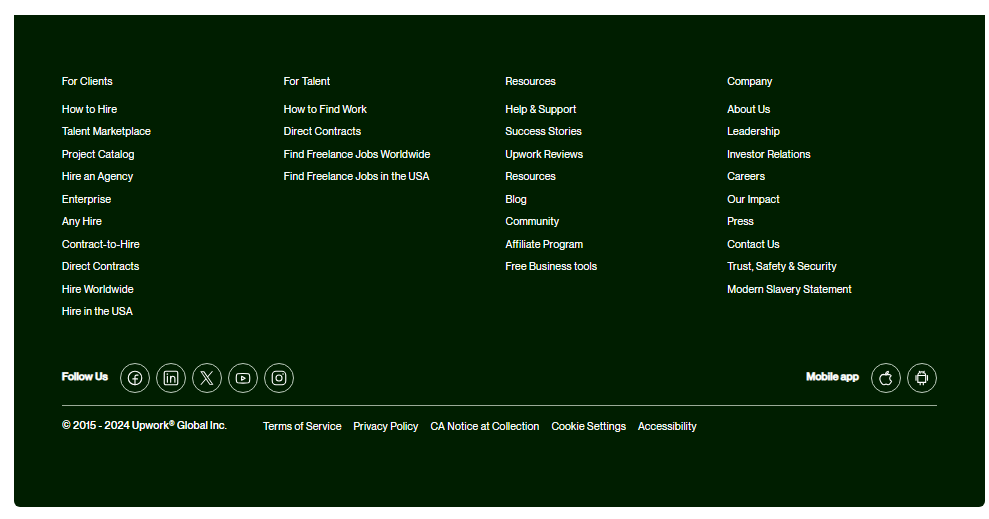 For Clients
How to Hire
Talent Marketplace
Project Catalog
Hire an Agency
Enterprise
Any Hire
Contract-to-Hire
Direct Contracts
Hire Worldwide
Hire in the USA
For Talent
How to Find Work
Direct Contracts
Find Freelance Jobs Worldwide
Find Freelance Jobs in the USA
Resources
Help & Support
Success Stories
Upwork Reviews
Resources
Blog
Community
Affiliate Program
Free Business tools
Company
About Us
Leadership
Investor Relations
Careers
Our Impact
Press
Contact Us
Trust, Safety & Security
Modern Slavery Statement
Follow Us
Mobile app
© 2015 - 2024 Upwork® Global Inc.
Terms of Service Privacy Policy CA Notice at Collection Cookie Settings Accessibility